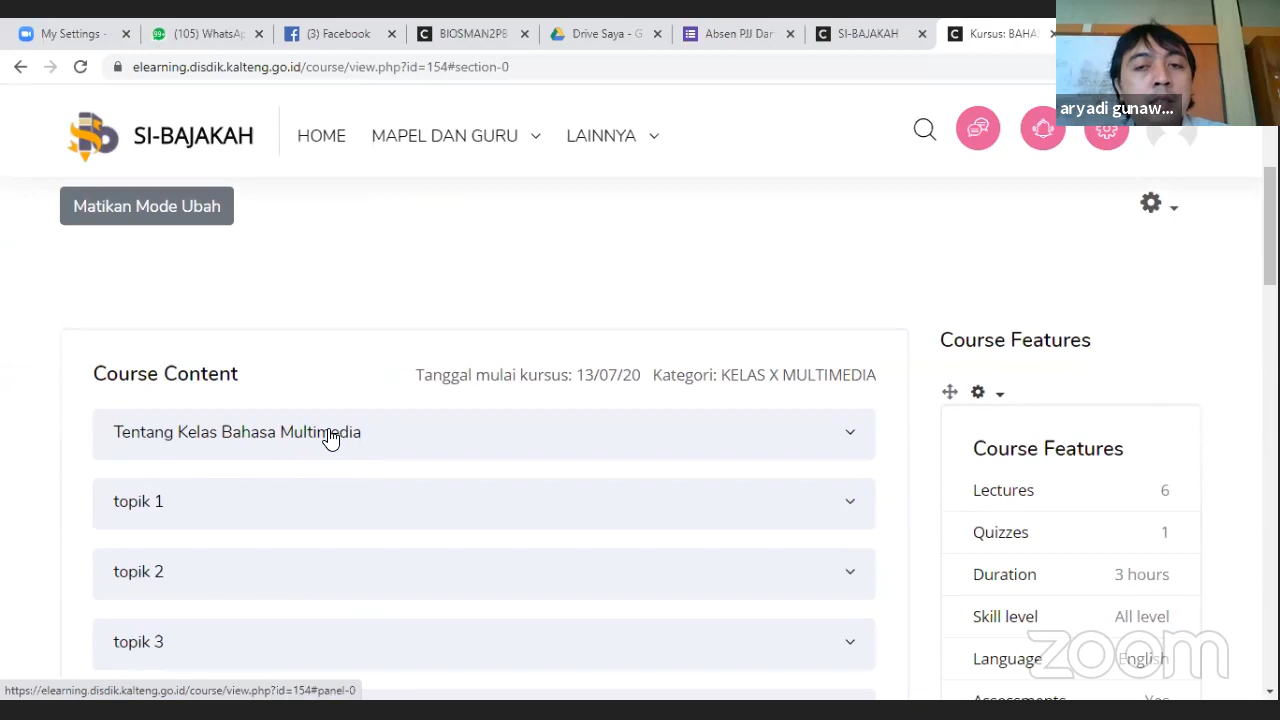 My Settings -
(105) WhatsA
(3) Facebook
BIOSMAN2P8
Drive Saya - G
Absen PJJ Dar
SI-BAJAKAH
Kursus: BAHA
elearning.disdik.kalteng.go.id/course/view.php?id=154#section-0
aryadi gunaw...
SI-BAJAKAH
HOME
MAPEL DAN GURU
LAINNYA
Matikan Mode Ubah
Course Content
Tanggal mulai kursus: 13/07/20 Kategori: KELAS X MULTIMEDIA
Tentang Kelas Bahasa Multimedia
topik 1
topik 2
topik 3
Course Features
Course Features
Lectures 6
Quizzes 1
Duration 3 hours
Skill level All level
Language English
Assessments Yes
zoom
https://elearning.disdik.kalteng.go.id/course/view.php?id=154#panel-0